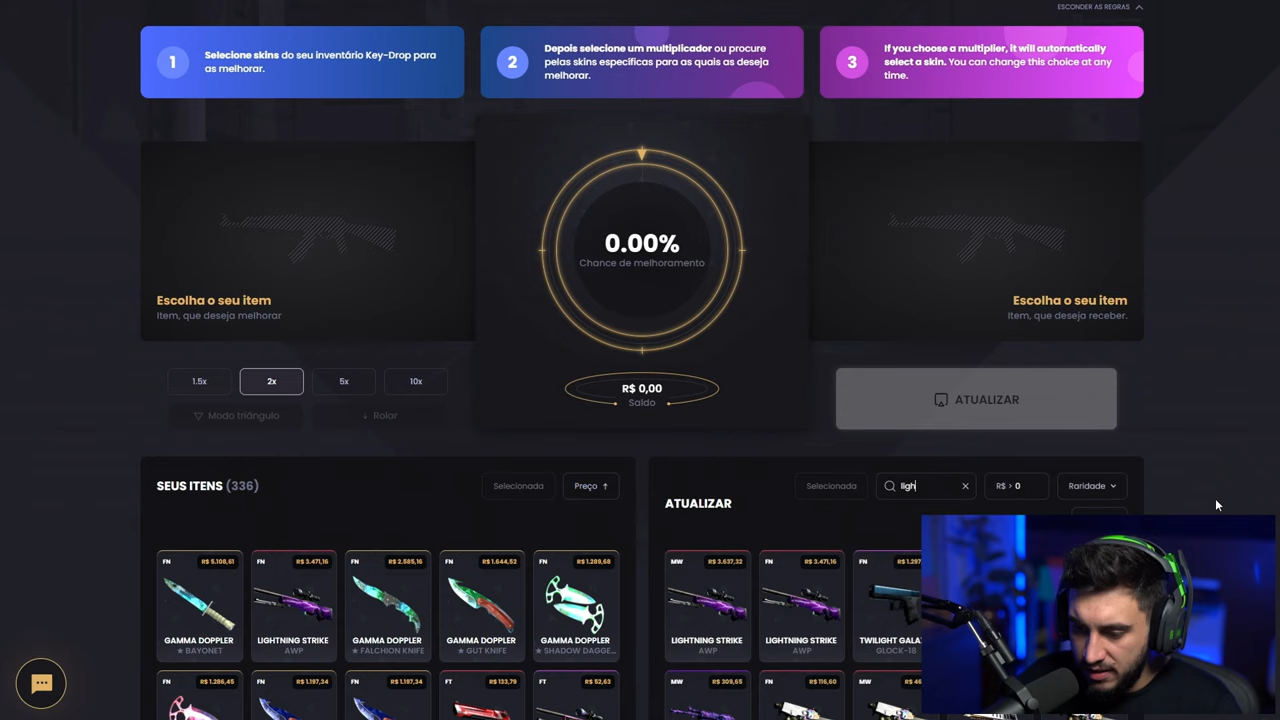 ESCONDER AS REGRAS
1
Selecione skins do seu inventário Key-Drop para
as melhorar.
2
Depois selecione um multiplicador ou procure
pelas skins especificas para as quais as deseja
melhorar.
3
If you choose a multiplier, it will automatically
select a skin. You can change this choice at any
time.
0.00%
Chance de melhoramento
Escolha o seu item
Item, que deseja melhorar
Escolha o seu item
Item, que deseja receber.
1.5x
2x
5x
10x
Modo triângulo
Rolar
R$ 0,00
Saldo
ATUALIZAR
SEUS ITENS (336)
Selecionada
Preço
ATUALIZAR
Selecionada
ligh
R$ > 0
Raridade
FN R$ 5.108,61
GAMMA DOPPLER
★ BAYONET
FN R$ 3.471,16
LIGHTNING STRIKE
AWP
FN R$ 2.585,16
GAMMA DOPPLER
★ FALCHION KNIFE
FN R$ 1.644,52
GAMMA DOPPLER
★ GUT KNIFE
FN R$ 1.289,68
GAMMA DOPPLER
★ SHADOW DAGGE...
MW R$ 3.637,32
LIGHTNING STRIKE
AWP
FN R$ 3.471,16
LIGHTNING STRIKE
AWP
FN R$ 1.297
TWILIGHT GALA
GLOCK-18
FN R$ 1.286,45
FN R$ 1.197,34
FN R$ 1.197,34
FT R$ 133,79
FT R$ 52,63
MW R$ 309,65
FN R$ 116,60
MW R$ 46